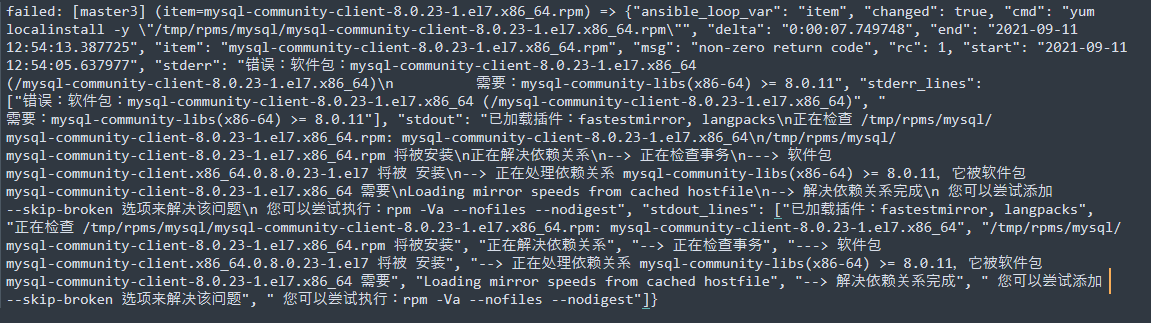 failed: [master3] (item=mysql-community-client-8.0.23-1.el7.x86_64.rpm) => {"ansible_loop_var": "item", "changed": true, "cmd": "yum
localinstall -y \"/tmp/rpms/mysql/mysql-community-client-8.0.23-1.el7.x86_64.rpm\"", "delta": "0:00:07.749748", "end": "2021-09-11
12:54:13.387725", "item": "mysql-community-client-8.0.23-1.el7.x86_64.rpm", "msg": "non-zero return code", "rc": 1, "start": "2021-09-11
12:54:05.637977", "stderr": "错误：软件包：mysql-community-client-8.0.23-1.el7.x86_64
(/mysql-community-client-8.0.23-1.el7.x86_64)\n          需要：mysql-community-libs(x86-64) >= 8.0.11", "stderr_lines":
["错误：软件包：mysql-community-client-8.0.23-1.el7.x86_64 (/mysql-community-client-8.0.23-1.el7.x86_64)", "
需要：mysql-community-libs(x86-64) >= 8.0.11"], "stdout": "已加载插件：fastestmirror, langpacks\n正在检查 /tmp/rpms/mysql/
mysql-community-client-8.0.23-1.el7.x86_64.rpm: mysql-community-client-8.0.23-1.el7.x86_64\n/tmp/rpms/mysql/
mysql-community-client-8.0.23-1.el7.x86_64.rpm 将被安装\n正在解决依赖关系\n--> 正在检查事务\n---> 软件包
mysql-community-client.x86_64.0.8.0.23-1.el7 将被 安装\n--> 正在处理依赖关系 mysql-community-libs(x86-64) >= 8.0.11，它被软件包
mysql-community-client-8.0.23-1.el7.x86_64 需要\nLoading mirror speeds from cached hostfile\n--> 解决依赖关系完成\n 您可以尝试添加
--skip-broken 选项来解决该问题\n 您可以尝试执行：rpm -Va --nofiles --nodigest", "stdout_lines": ["已加载插件：fastestmirror, langpacks",
"正在检查 /tmp/rpms/mysql/mysql-community-client-8.0.23-1.el7.x86_64.rpm: mysql-community-client-8.0.23-1.el7.x86_64", "/tmp/rpms/mysql/
mysql-community-client-8.0.23-1.el7.x86_64.rpm 将被安装", "正在解决依赖关系", "--> 正在检查事务", "---> 软件包
mysql-community-client.x86_64.0.8.0.23-1.el7 将被 安装", "--> 正在处理依赖关系 mysql-community-libs(x86-64) >= 8.0.11，它被软件包
mysql-community-client-8.0.23-1.el7.x86_64 需要", "Loading mirror speeds from cached hostfile", "--> 解决依赖关系完成", " 您可以尝试添加
--skip-broken 选项来解决该问题", " 您可以尝试执行：rpm -Va --nofiles --nodigest"]}